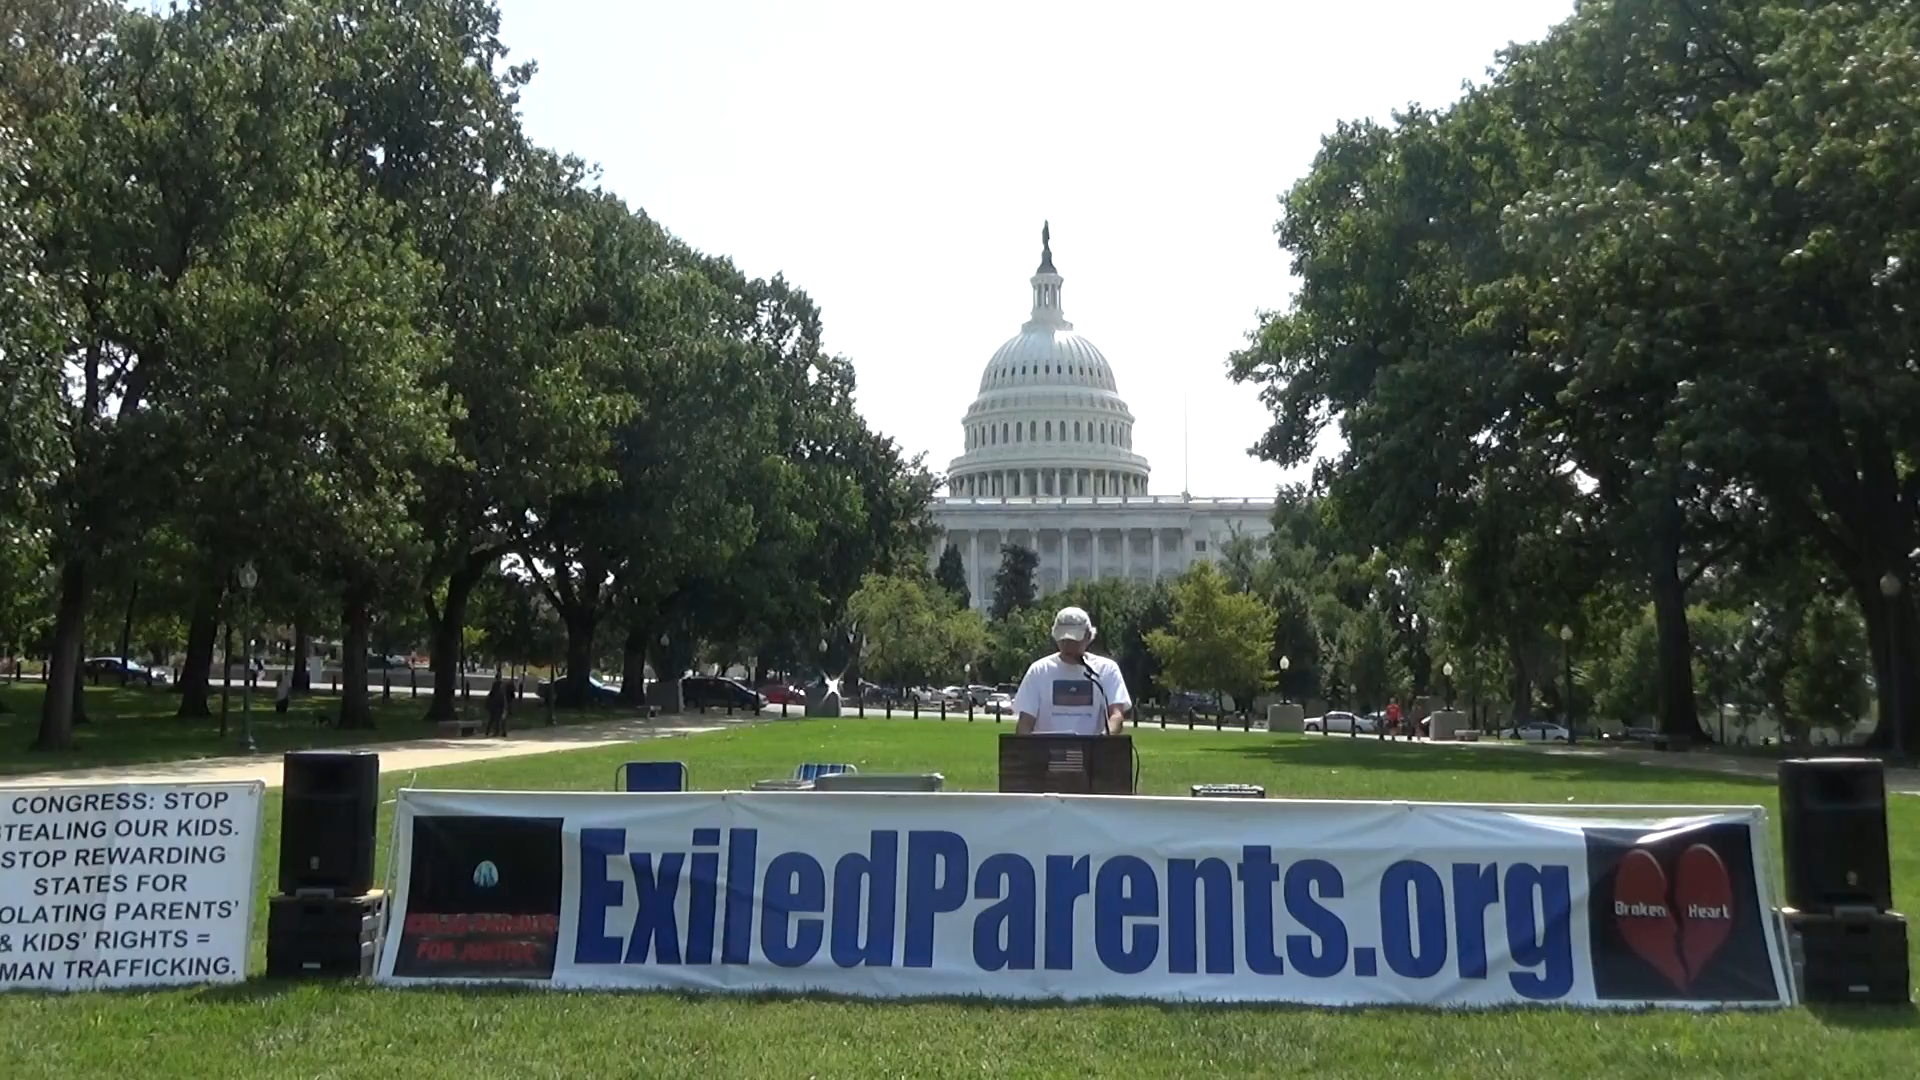 CONGRESS: STOP
TEALING OUR KIDS.
STOP REWARDING
STATES FOR
OLATING PARENTS'
& KIDS' RIGHTS =
MAN TRAFFICKING.
FOR JUSTICE
ExiledParents.org
Broken Heart